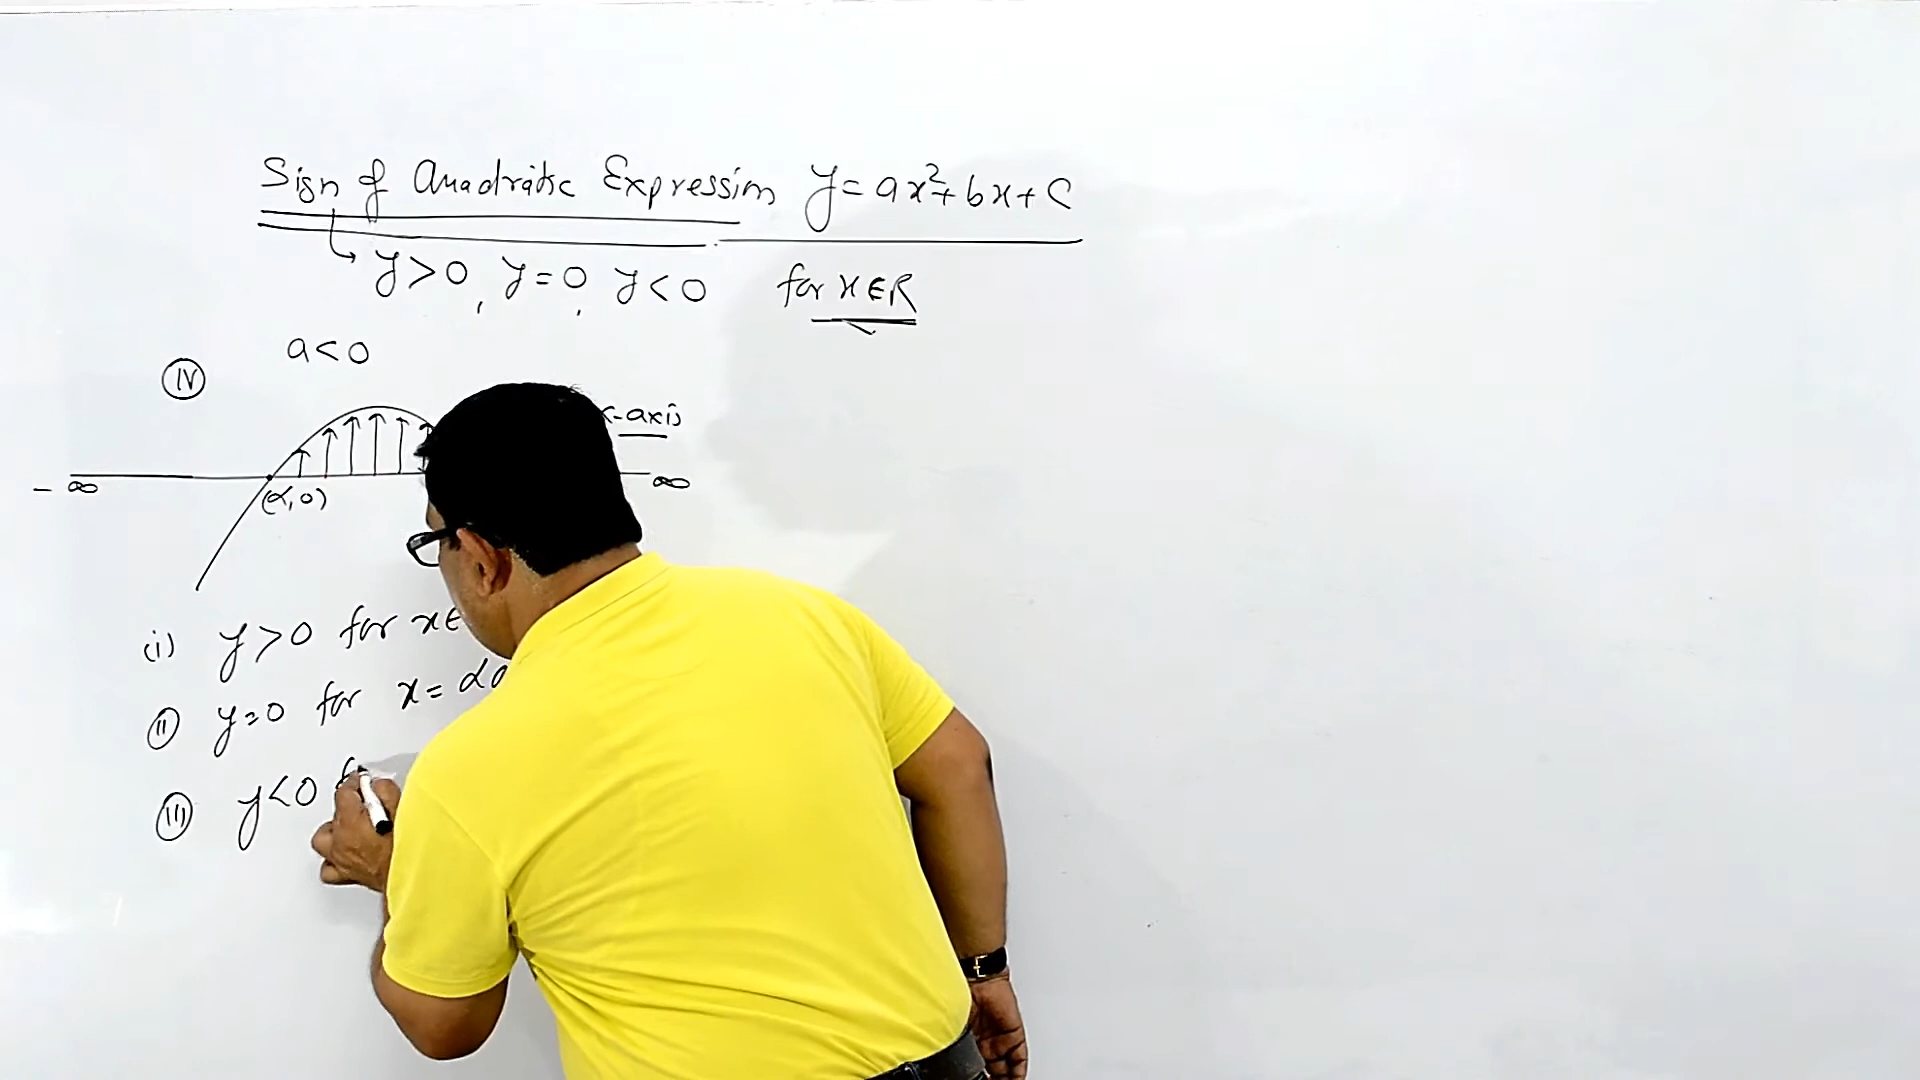 Sign of Quadratic Expression y = ax²+bx+c
y>0, y=0, y<0 for x∈R
a<0
(IV)
x-axis
-∞ (α,0) ∞
(i) y>0 for x∈
(ii) y=0 for x=α
(iii) y<0